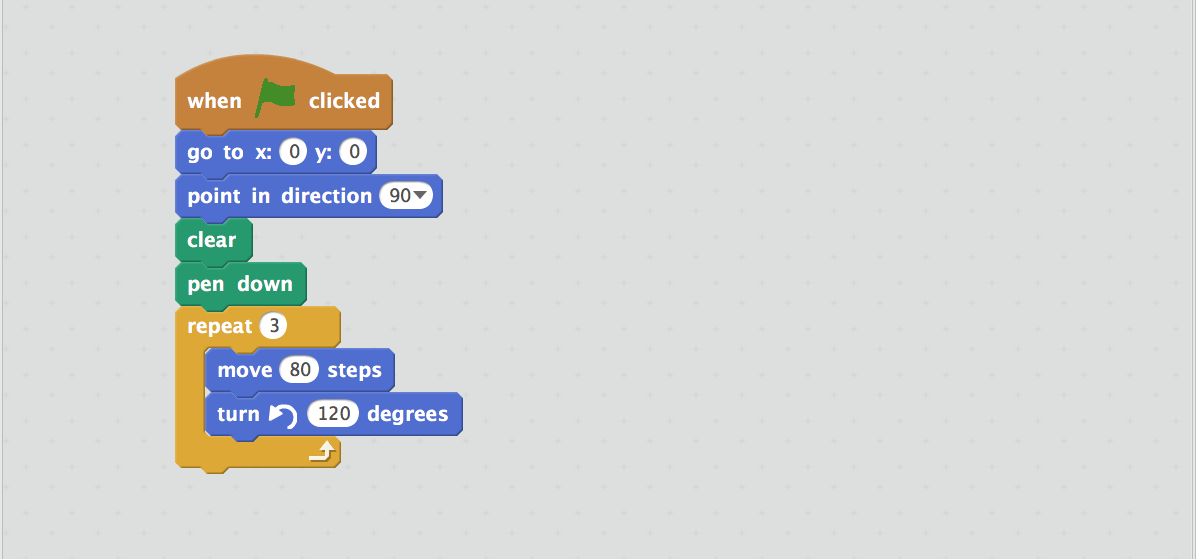 when clicked
go to x: 0 y: 0
point in direction 90
clear
pen down
repeat 3
move 80 steps
turn 120 degrees